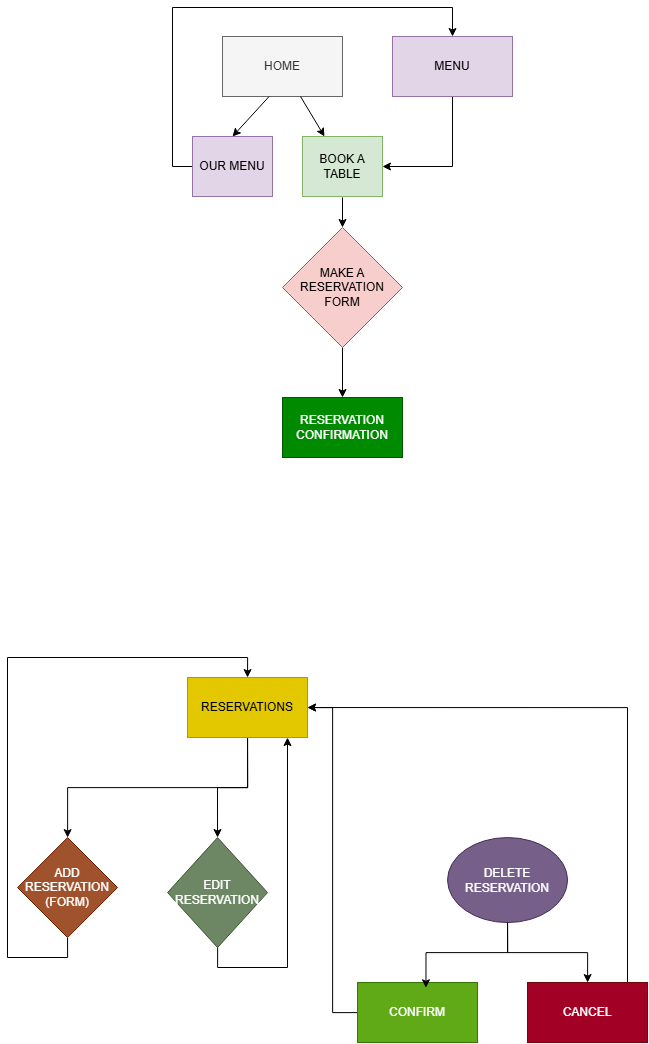 HOME
MENU
OUR MENU
BOOK A
TABLE
MAKE A
RESERVATION
FORM
RESERVATION
CONFIRMATION
RESERVATIONS
ADD
RESERVATION
(FORM)
EDIT
RESERVATION
DELETE
RESERVATION
CONFIRM
CANCEL